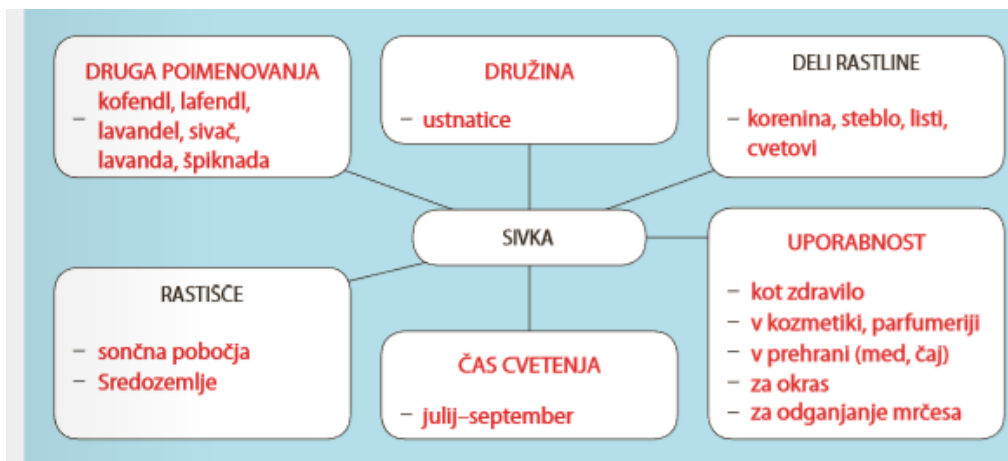 DRUGA POIMENOVANJA
– kofendl, lafendl,
lavandel, sivač,
lavanda, špiknada
DRUŽINA
– ustnatice
DELI RASTLINE
– korenina, steblo, listi,
cvetovi
SIVKA
RASTIŠČE
– sončna pobočja
– Sredozemlje
ČAS CVETENJA
– julij–september
UPORABNOST
– kot zdravilo
– v kozmetiki, parfumeriji
– v prehrani (med, čaj)
– za okras
– za odganjanje mrčesa